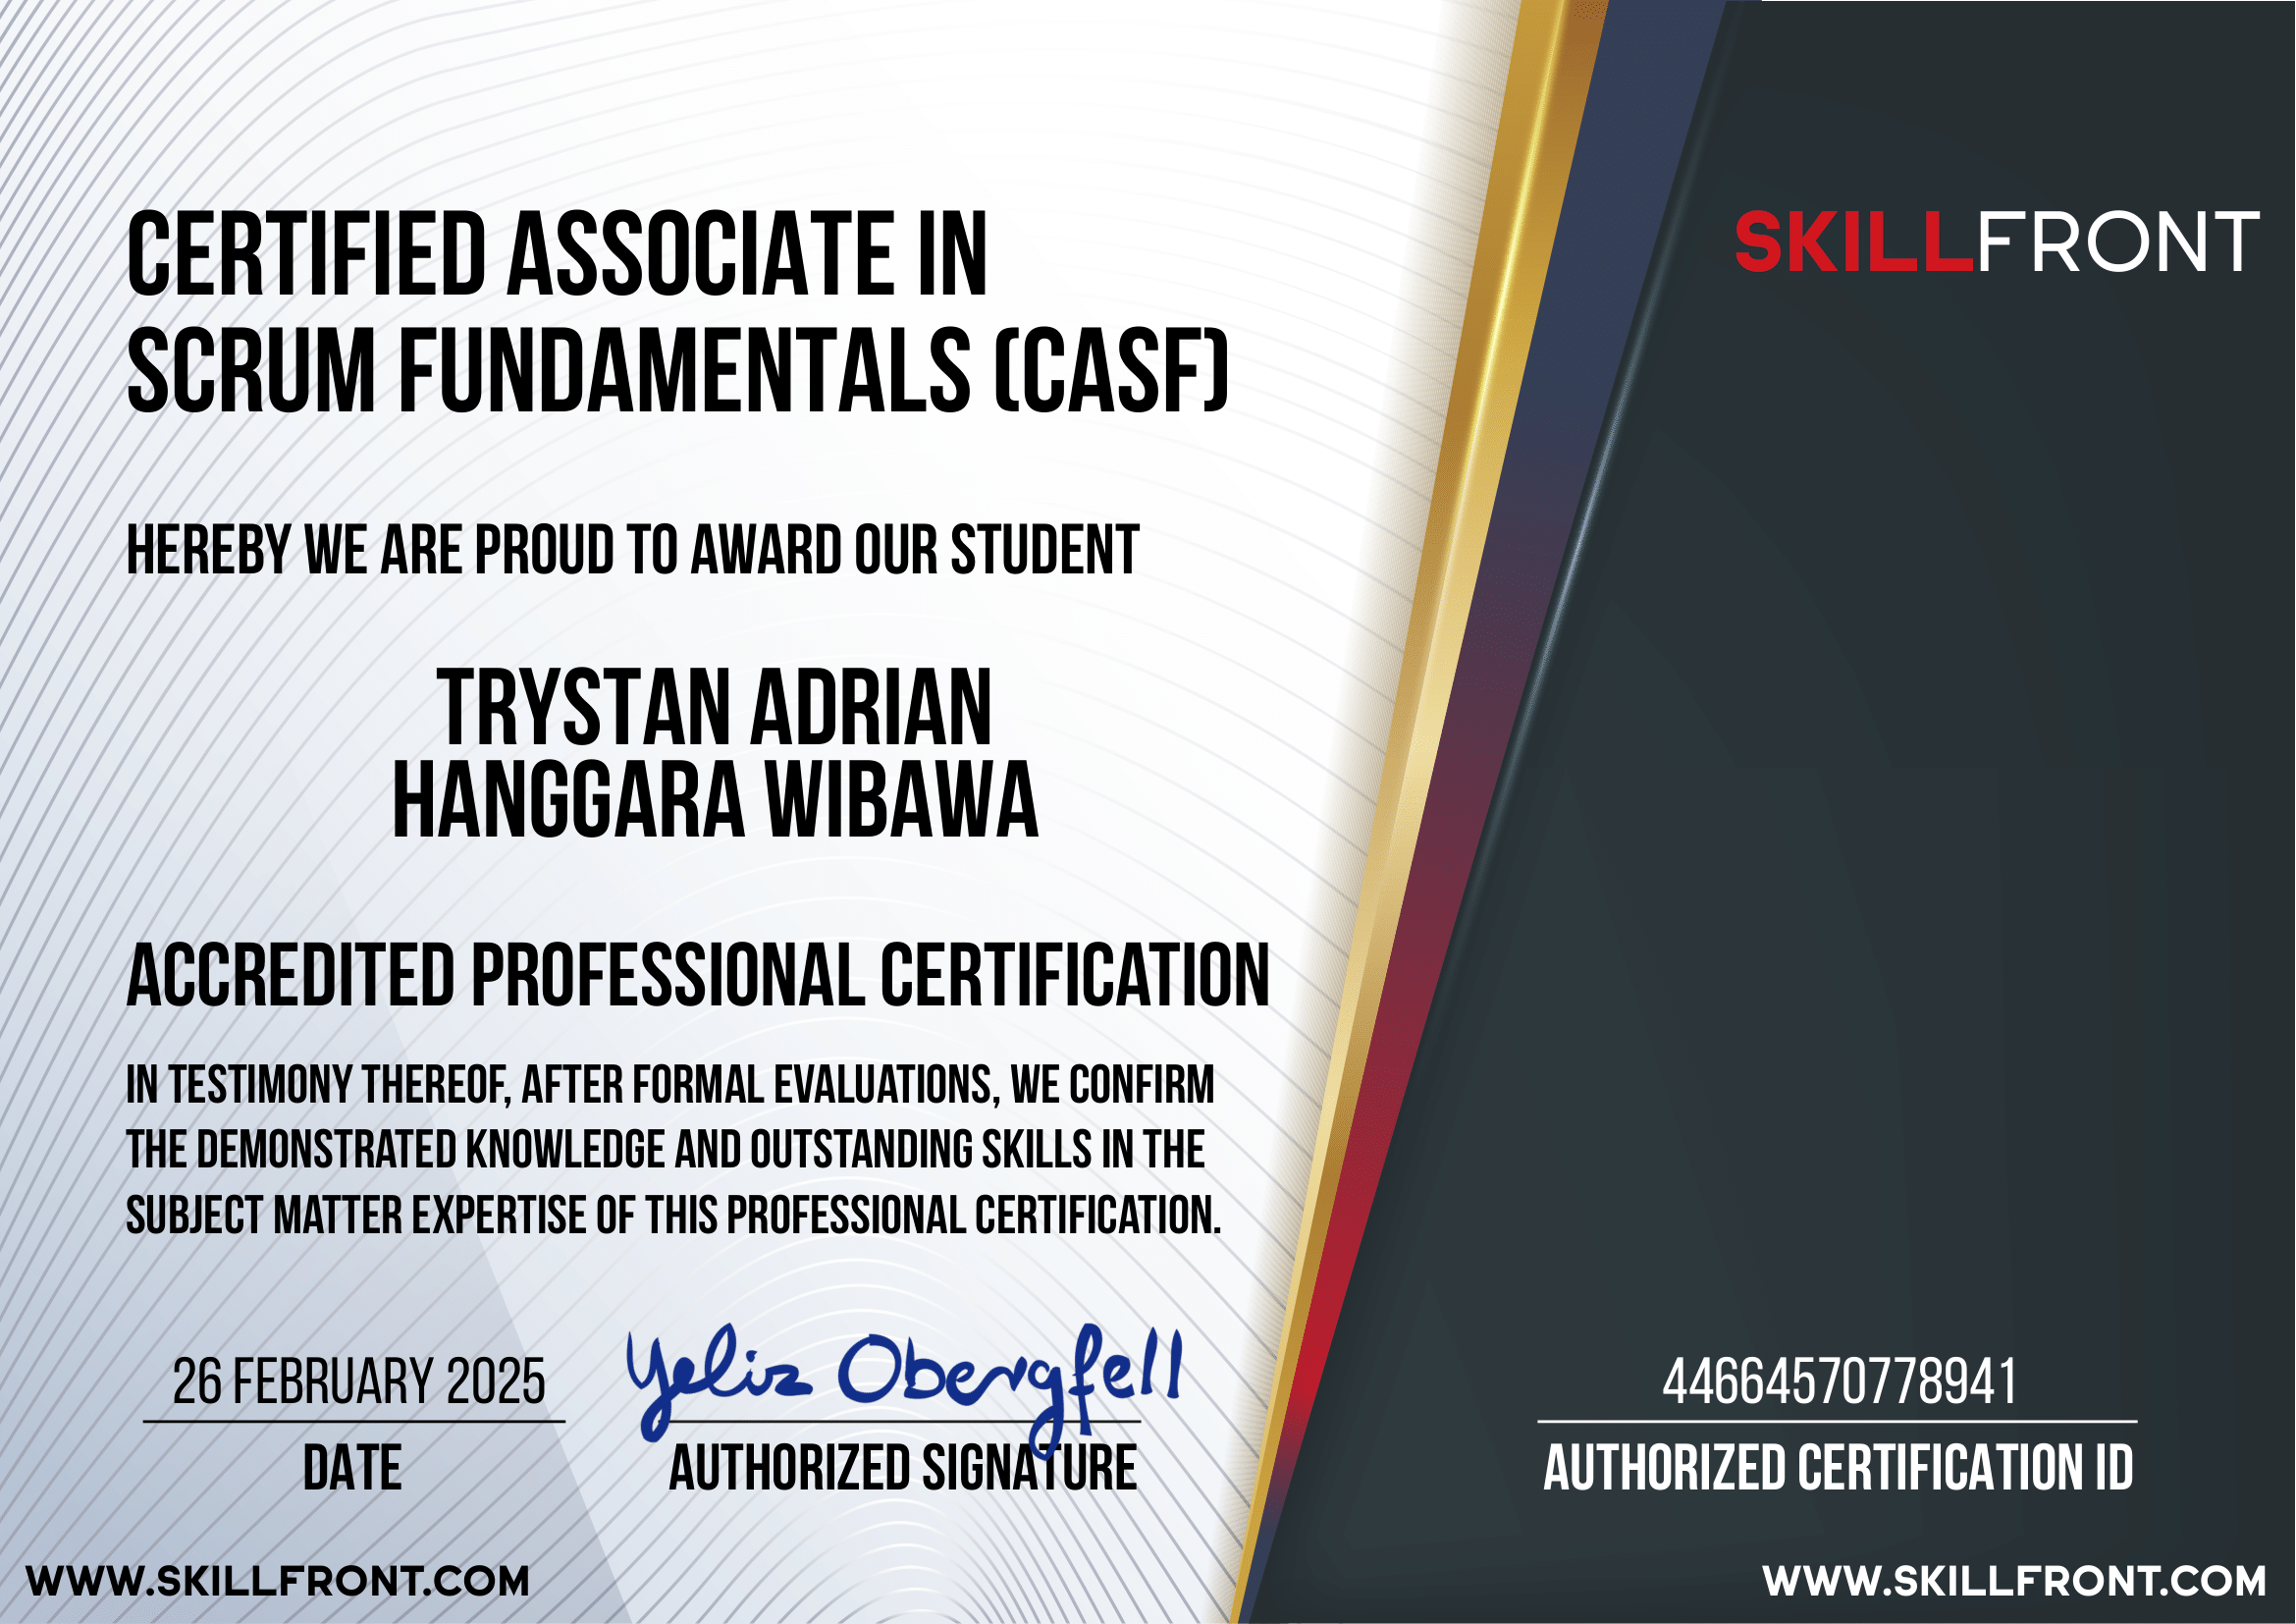 CERTIFIED ASSOCIATE IN
SCRUM FUNDAMENTALS (CASF)
SKILLFRONT
HEREBY WE ARE PROUD TO AWARD OUR STUDENT
TRYSTAN ADRIAN
HANGGARA WIBAWA
ACCREDITED PROFESSIONAL CERTIFICATION
IN TESTIMONY THEREOF, AFTER FORMAL EVALUATIONS, WE CONFIRM
THE DEMONSTRATED KNOWLEDGE AND OUTSTANDING SKILLS IN THE
SUBJECT MATTER EXPERTISE OF THIS PROFESSIONAL CERTIFICATION.
26 FEBRUARY 2025
DATE
Yeliz Obergfell
AUTHORIZED SIGNATURE
44664570778941
AUTHORIZED CERTIFICATION ID
WWW.SKILLFRONT.COM
WWW.SKILLFRONT.COM